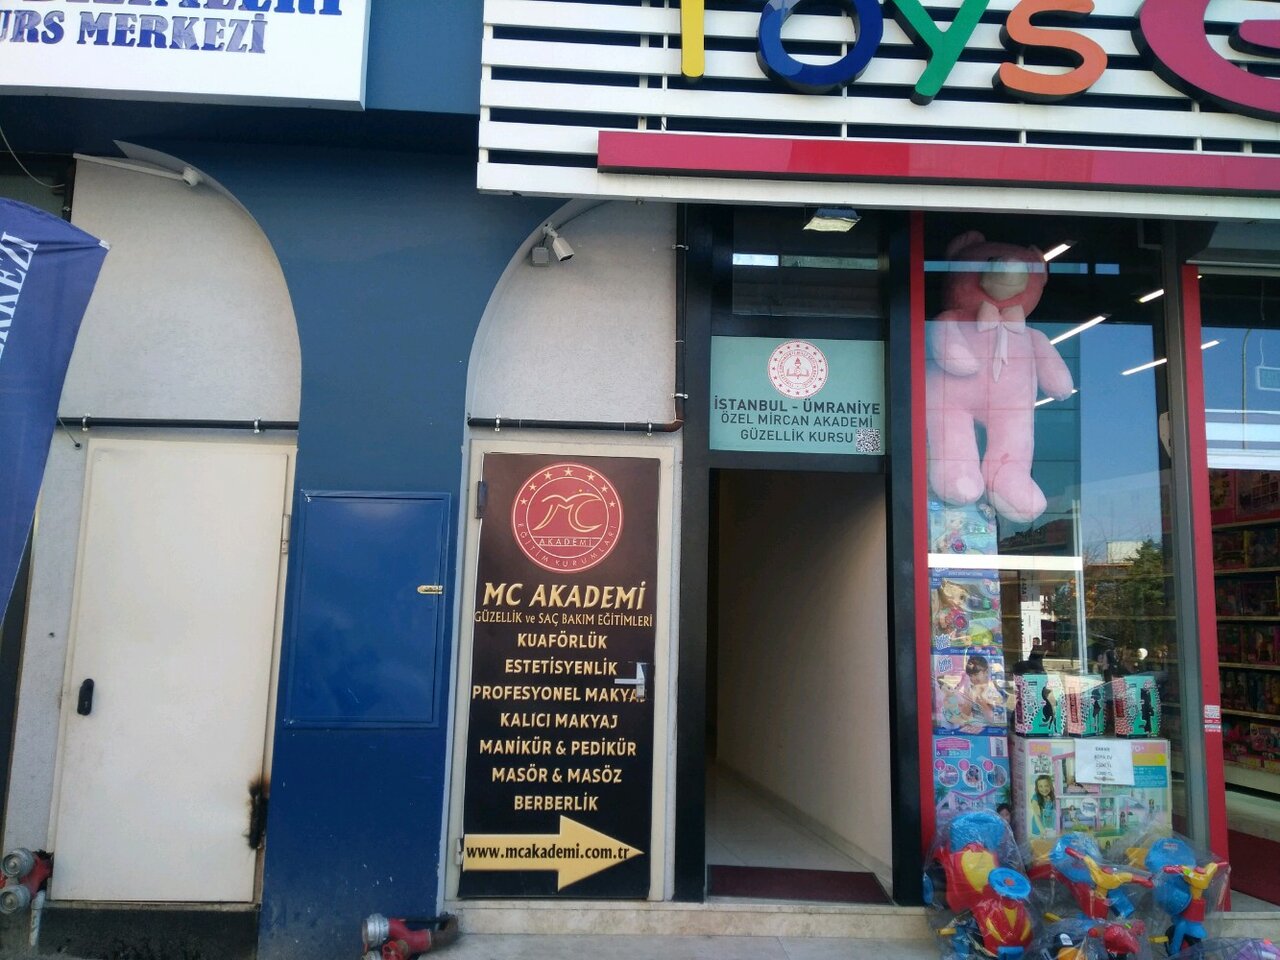 URS MERKEZİ
Toys
İSTANBUL - ÜMRANİYE
ÖZEL MİRCAN AKADEMİ
GÜZELLİK KURSU
MC
AKADEMİ
EĞİTİM KURUMLARI
MC AKADEMİ
GÜZELLİK ve SAÇ BAKIM EĞİTİMLERİ
KUAFÖRLÜK
ESTETİSYENLİK
PROFESYONEL MAKYAJ
KALICI MAKYAJ
MANİKÜR & PEDİKÜR
MASÖR & MASÖZ
BERBERLİK
www.mcakademi.com.tr